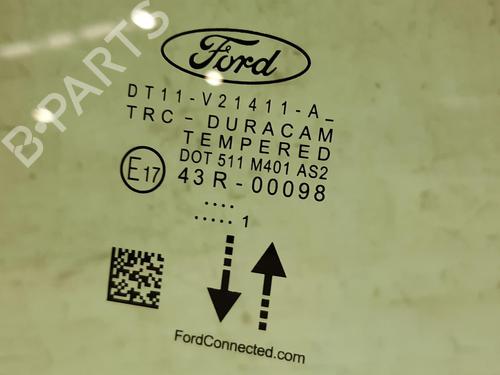 B-PARTS
Ford
DT11-V21411-A_
TRC-DURACAM
TEMPERED
DOT 511 M401 AS2
E17 43R-00098
....
..... 1
FordConnected.com